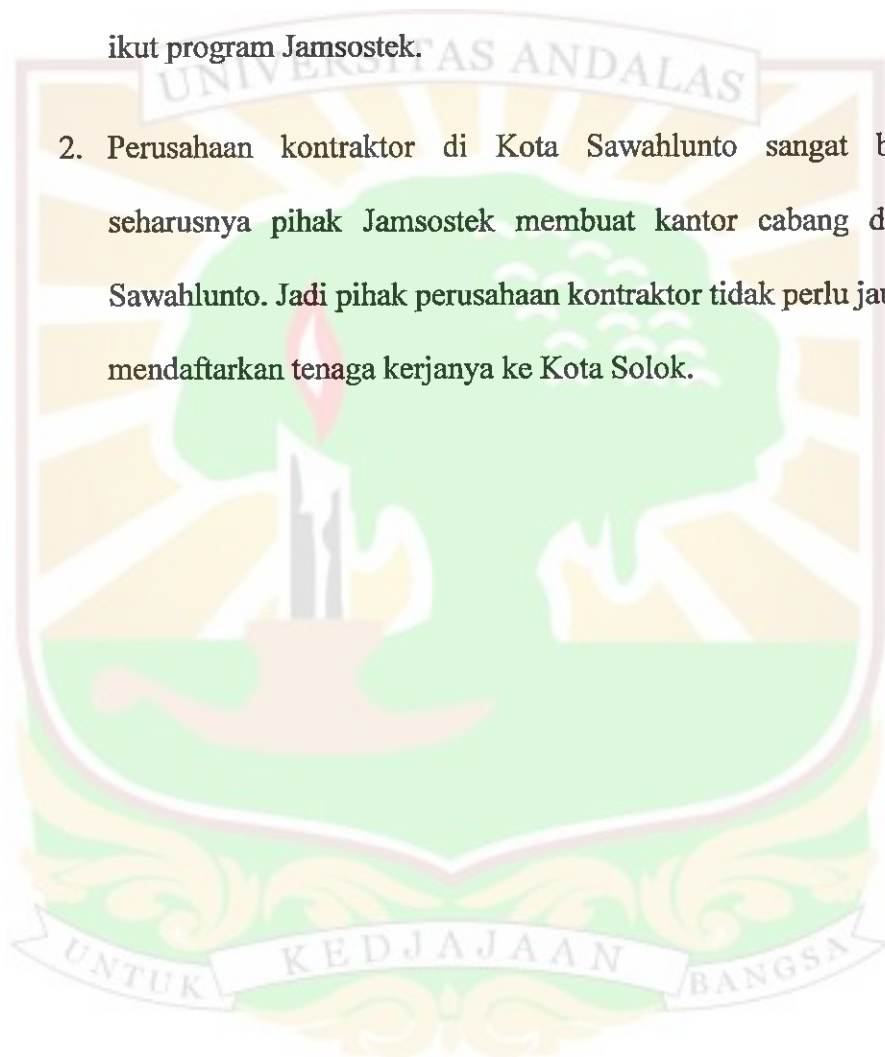 ikut program Jamsostek.
UNIVERSITAS ANDALAS
2. Perusahaan kontraktor di Kota Sawahlunto sangat
seharusnya pihak Jamsostek membuat kantor cabang
Sawahlunto. Jadi pihak perusahaan kontraktor tidak perlu
mendaftarkan tenaga kerjanya ke Kota Solok.
UNTUK KEDJAJAAN BANGSA